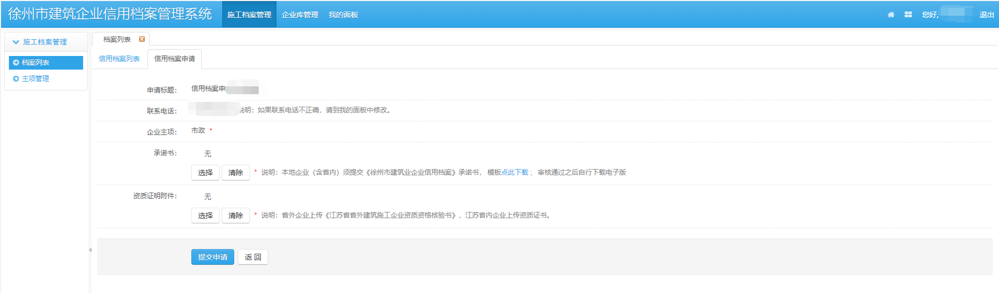 徐州市建筑企业信用档案管理系统 施工档案管理 企业库管理 我的面板 您好, 退出
施工档案管理
档案列表
主项管理
档案列表
信用档案列表 信用档案申请
申请标题： 信用档案申
联系电话： 说明：如果联系电话不正确，请到我的面板中修改。
企业主项： 市政 *
承诺书： 无
选择 清除 * 说明：本地企业（含省内）须提交《徐州市建筑业企业信用档案》承诺书， 模板点此下载； 审核通过之后自行下载电子版
资质证明附件： 无
选择 清除 * 说明：省外企业上传《江苏省省外建筑施工企业资质资格核验书》，江苏省内企业上传资质证书。
提交申请 返 回